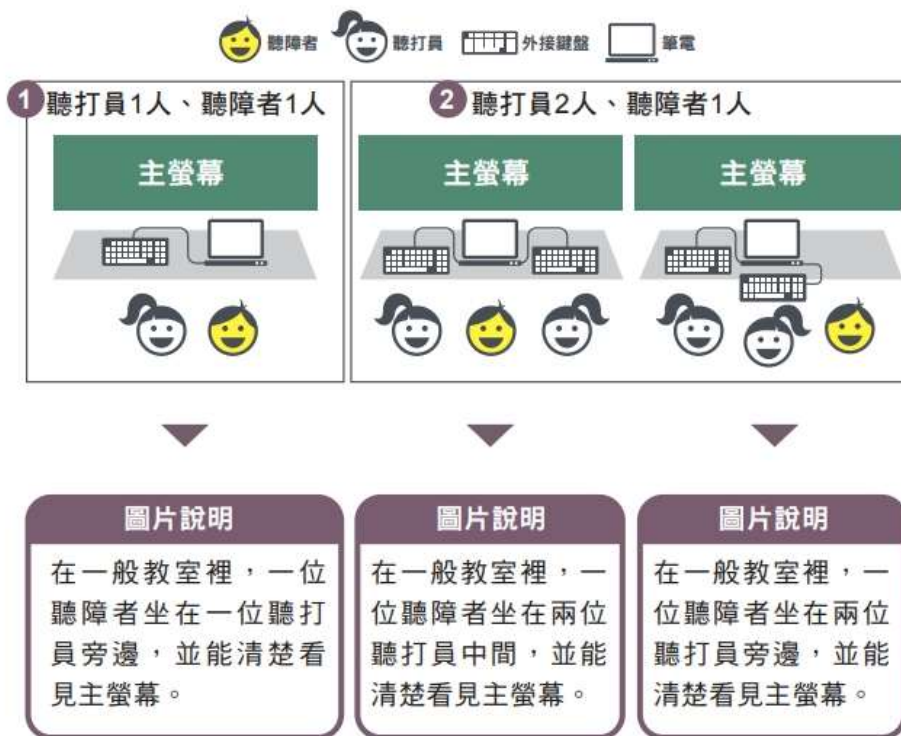 聽障者 聽打員 外接鍵盤 筆電
1 聽打員1人、聽障者1人
2 聽打員2人、聽障者1人
主螢幕
主螢幕
主螢幕
圖片說明
在一般教室裡，一位
聽障者坐在一位聽打
員旁邊，並能清楚看
見主螢幕。
圖片說明
在一般教室裡，一
位聽障者坐在兩位
聽打員中間，並能
清楚看見主螢幕。
圖片說明
在一般教室裡，一
位聽障者坐在兩位
聽打員旁邊，並能
清楚看見主螢幕。